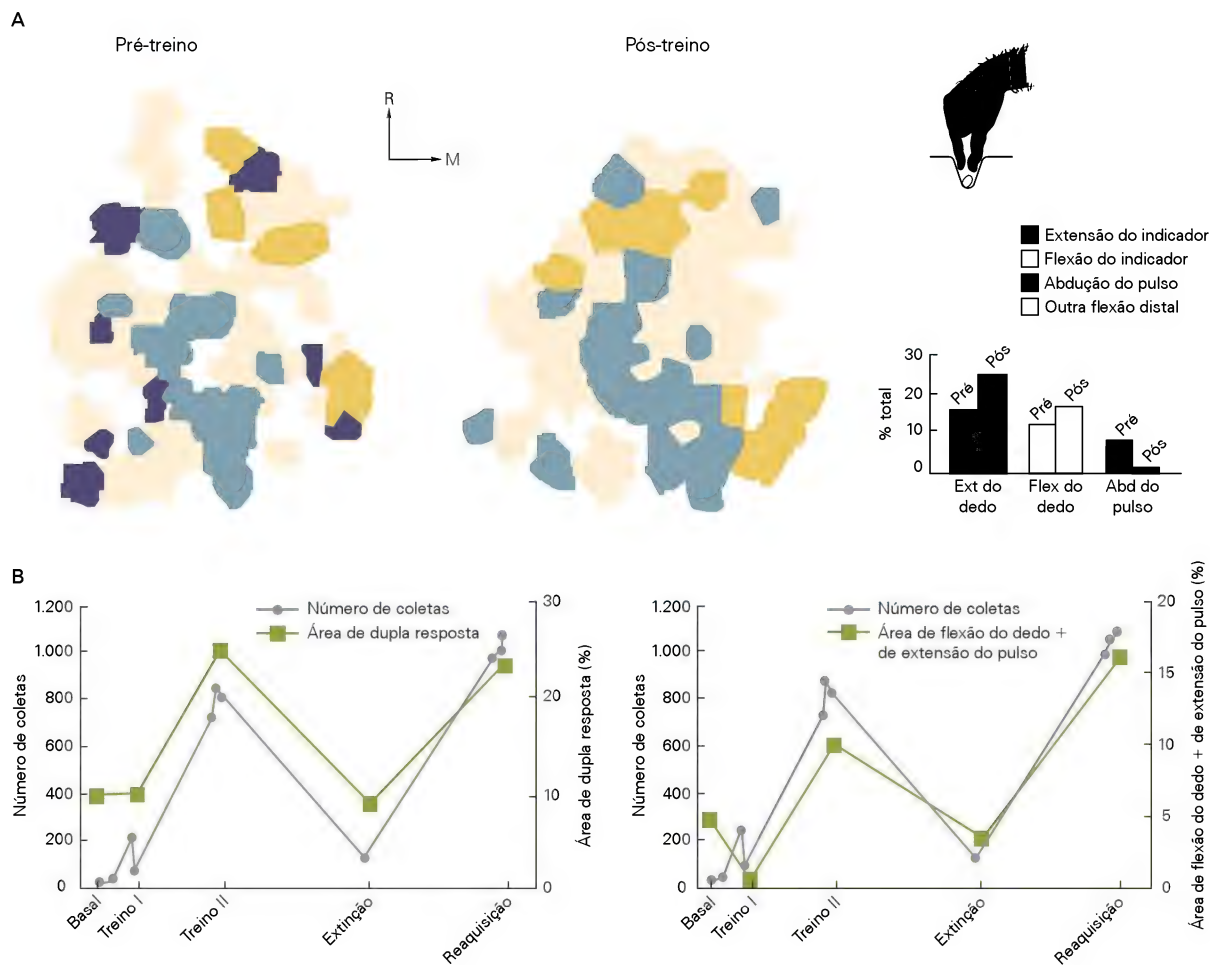 A
Pré-treino
Pós-treino
R
M
Extensão do indicador
Flexão do indicador
Abdução do pulso
Outra flexão distal
30
20
10
0
% total
Pré
Pós
Pré
Pós
Pré
Pós
Ext do
dedo
Flex do
dedo
Abd do
pulso
B
Número de coletas
Área de dupla resposta
1.200
1.000
800
600
400
200
0
Número de coletas
30
20
10
0
Área de dupla resposta (%)
Basal
Treino I
Treino II
Extinção
Reaquisição
Número de coletas
Área de flexão do dedo +
de extensão do pulso
1.200
1.000
800
600
400
200
0
Número de coletas
20
15
10
5
0
Área de flexão do dedo + de extensão do pulso (%)
Basal
Treino I
Treino II
Extinção
Reaquisição